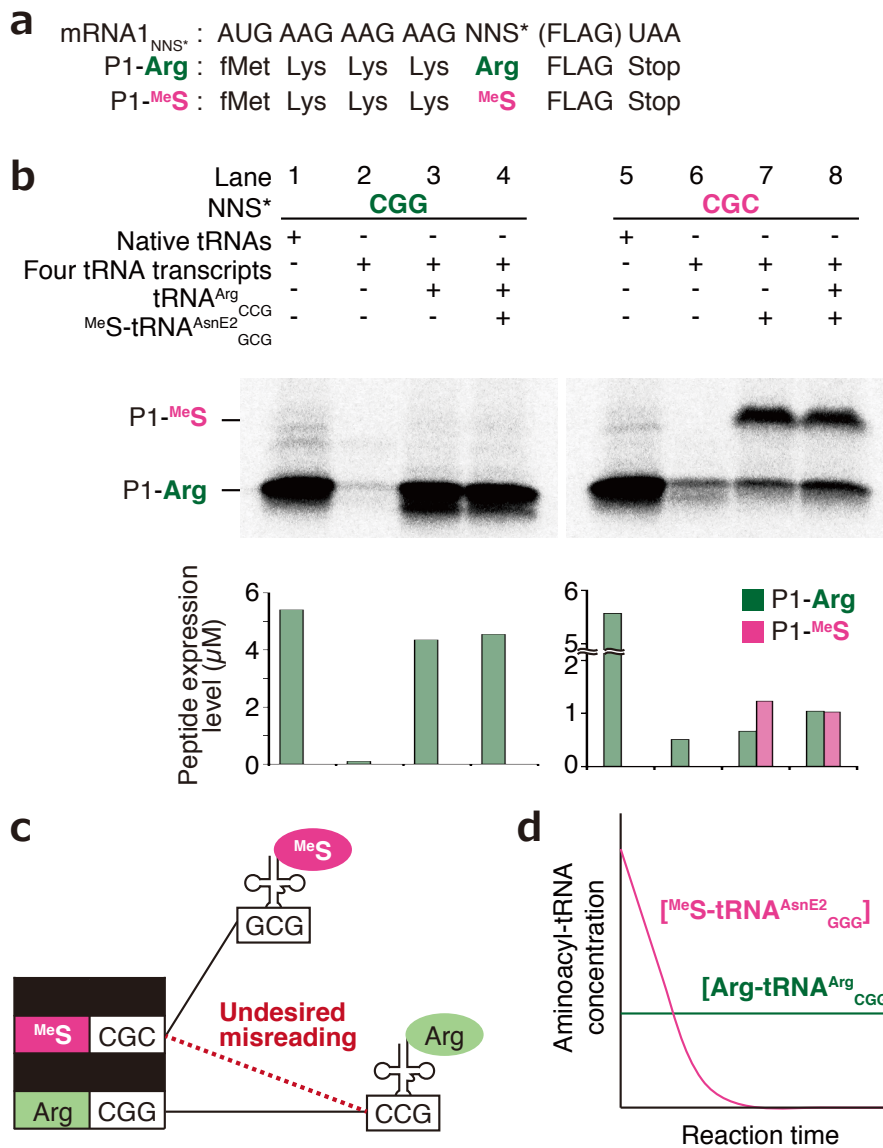 a
mRNA1NNS* : AUG AAG AAG AAG NNS* (FLAG) UAA
P1-Arg : fMet Lys Lys Lys Arg FLAG Stop
P1-MeS : fMet Lys Lys Lys MeS FLAG Stop
b
Lane 1 2 3 4 5 6 7 8
NNS* CGG CGC
Native tRNAs + - - - + - - -
Four tRNA transcripts - + + + - + + +
tRNAArgCCG - - + + - - - +
MeS-tRNAAsnE2GCG - - - + - - + +
P1-MeS
P1-Arg
Peptide expression
level (µM)
6
4
2
0
6
5
2
1
0
P1-Arg
P1-MeS
c
MeS
GCG
Undesired
misreading
Arg
MeS CGC
Arg CGG
CCG
d
Aminoacyl-tRNA
concentration
[MeS-tRNAAsnE2GGG]
[Arg-tRNAArgCGC
Reaction time